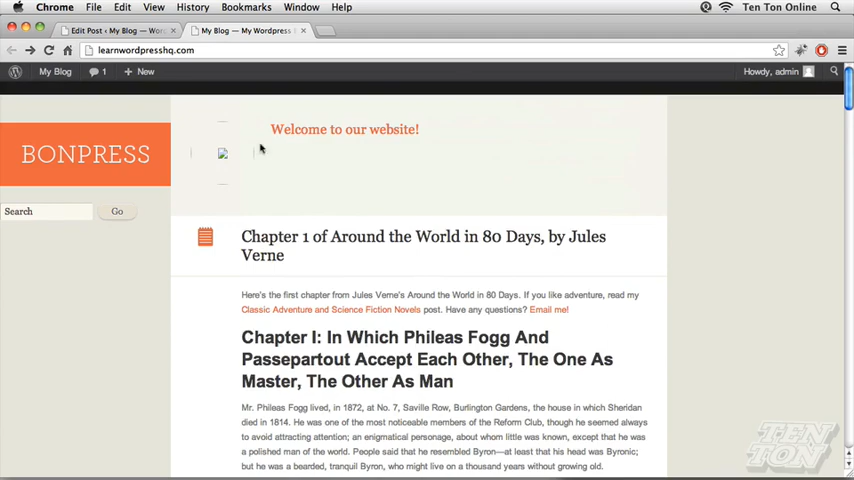 Chrome File Edit View History Bookmarks Window Help Ten Ton Online
Edit Post ‹ My Blog — Wor
My Blog — My Wordpress
learnwordpresshq.com
My Blog 1 + New Howdy, admin
Welcome to our website!
BONPRESS
Search Go
Chapter 1 of Around the World in 80 Days, by Jules
Verne
Here's the first chapter from Jules Verne's Around the World in 80 Days. If you like adventure, read my
Classic Adventure and Science Fiction Novels post. Have any questions? Email me!
Chapter I: In Which Phileas Fogg And
Passepartout Accept Each Other, The One As
Master, The Other As Man
Mr. Phileas Fogg lived, in 1872, at No. 7, Saville Row, Burlington Gardens, the house in which Sheridan
died in 1814. He was one of the most noticeable members of the Reform Club, though he seemed always
to avoid attracting attention; an enigmatical personage, about whom little was known, except that he was
a polished man of the world. People said that he resembled Byron—at least that his head was Byronic;
but he was a bearded, tranquil Byron, who might live on a thousand years without growing old.
TEN
TON